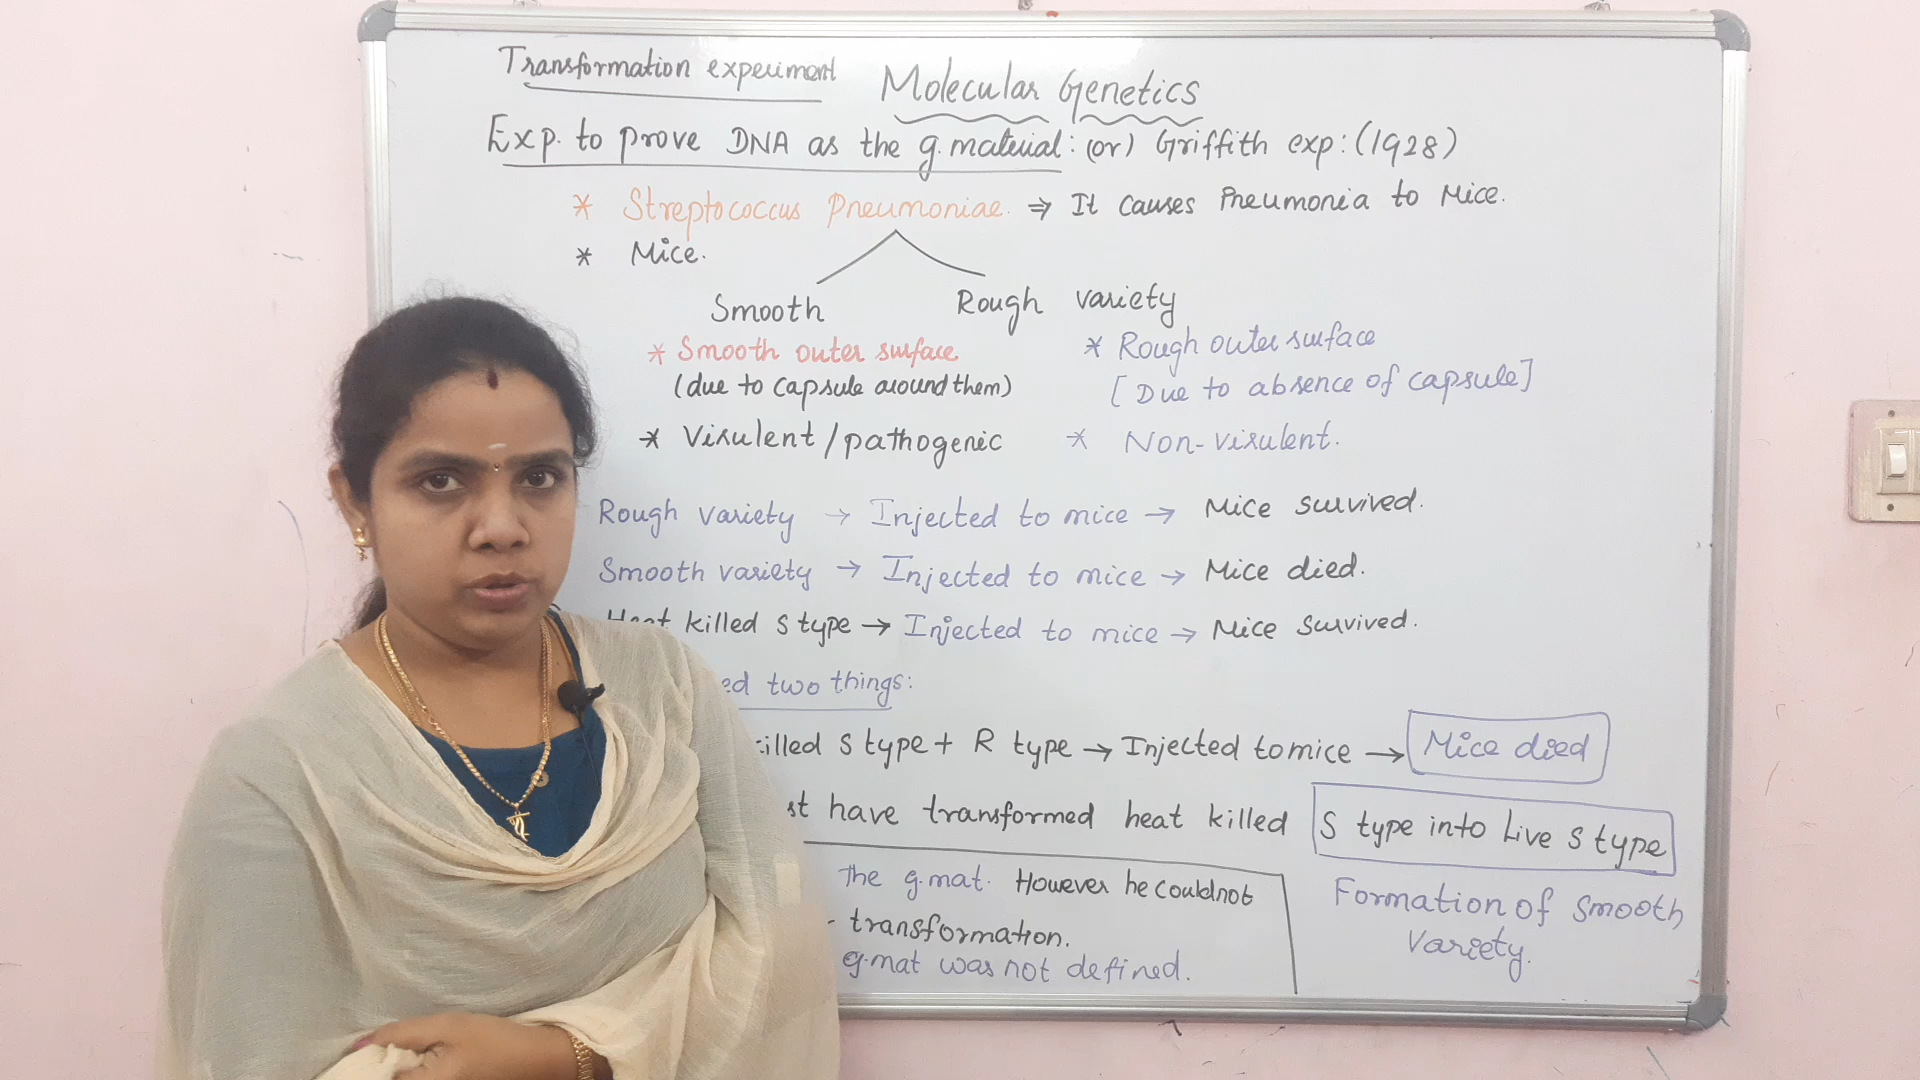 Transformation experiment
Molecular Genetics
Exp. to prove DNA as the g.material: (or) Griffith exp: (1928)
* Streptococcus Pneumoniae. ⇒ It causes Pneumonia to Mice.
* Mice.
Smooth Rough variety
* Smooth outer surface
(due to capsule around them)
* Virulent/pathogenic
* Rough outer surface
[Due to absence of capsule]
* Non-virulent.
Rough variety → Injected to mice → Mice survived.
Smooth variety → Injected to mice → Mice died.
Heat killed S type → Injected to mice → Mice survived.
two things:
S type + R type → Injected to mice → Mice died
have transformed heat killed S type into Live S type
Formation of Smooth
Variety.
the g.mat. However he couldnot
transformation.
g.mat was not defined.